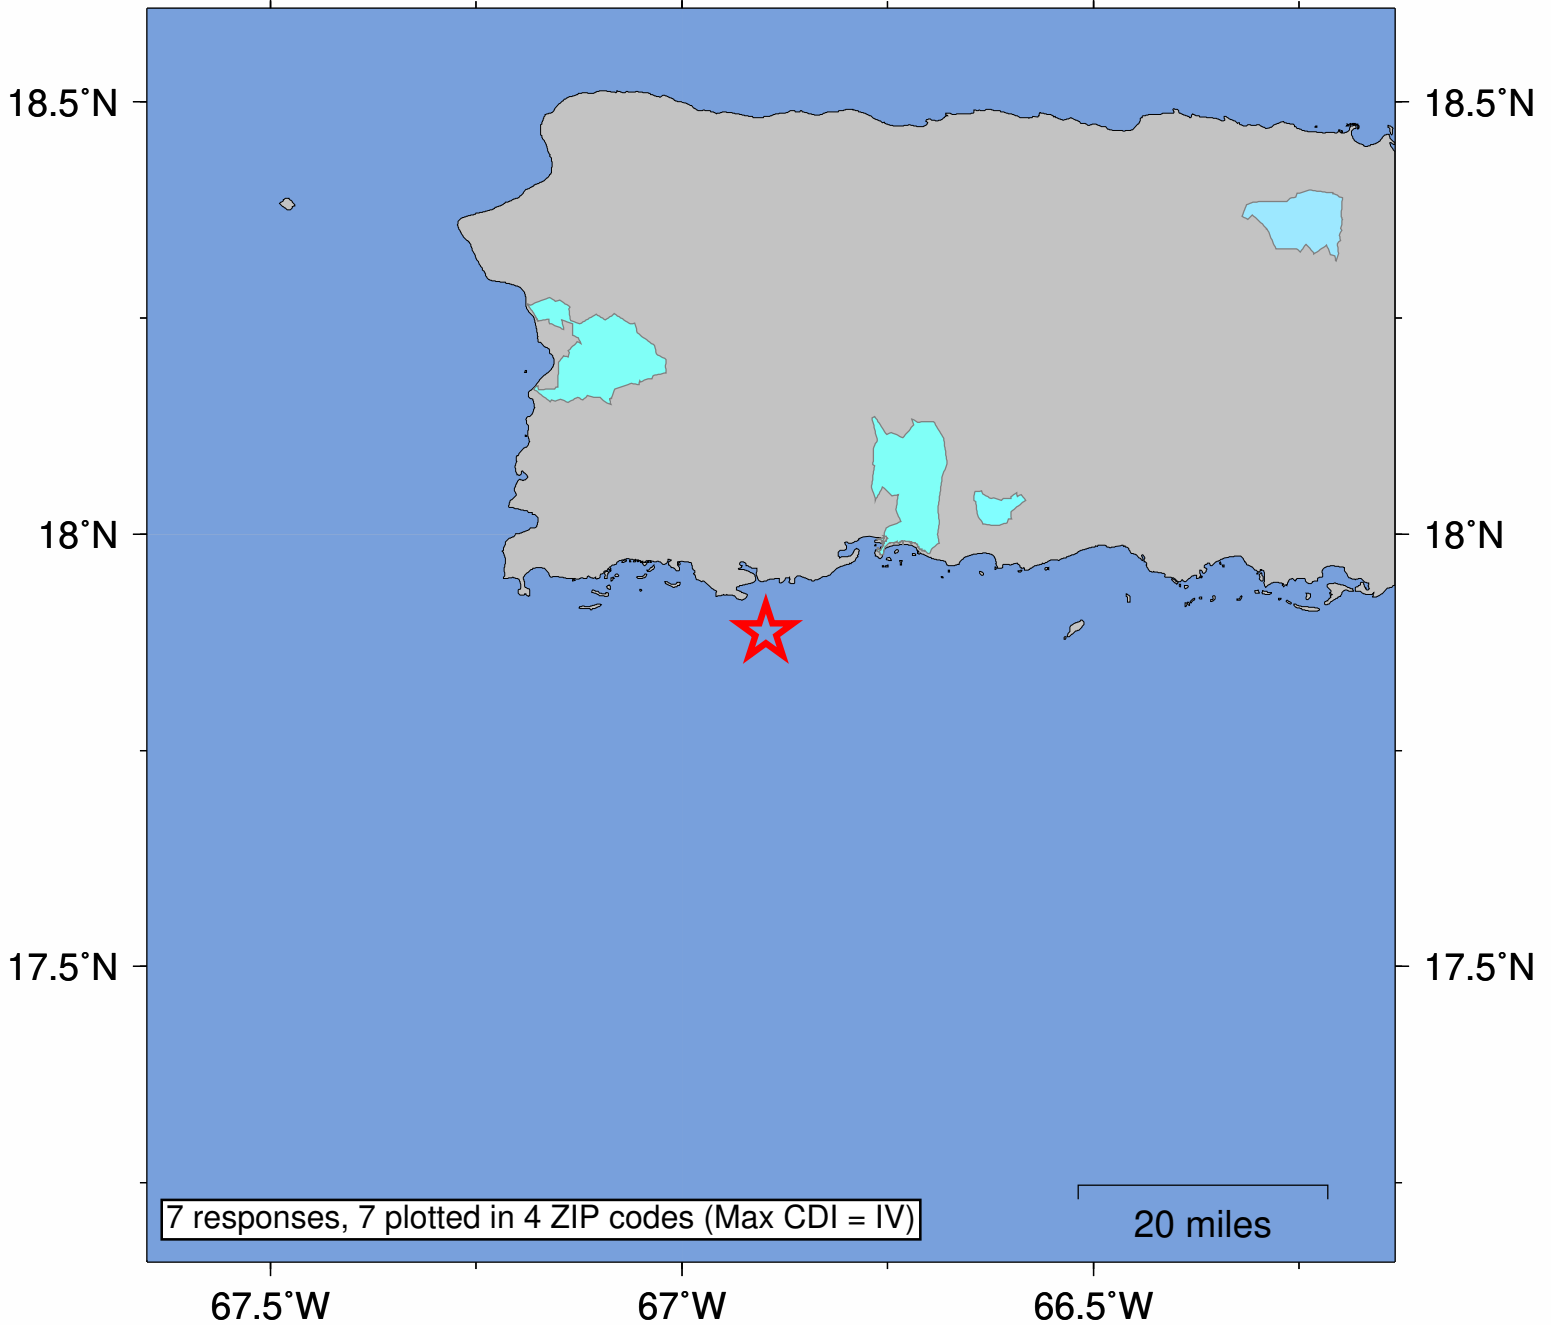 18.5˚N 18.5˚N
18˚N 18˚N
17.5˚N 17.5˚N
7 responses, 7 plotted in 4 ZIP codes (Max CDI = IV)
20 miles
67.5˚W 67˚W 66.5˚W